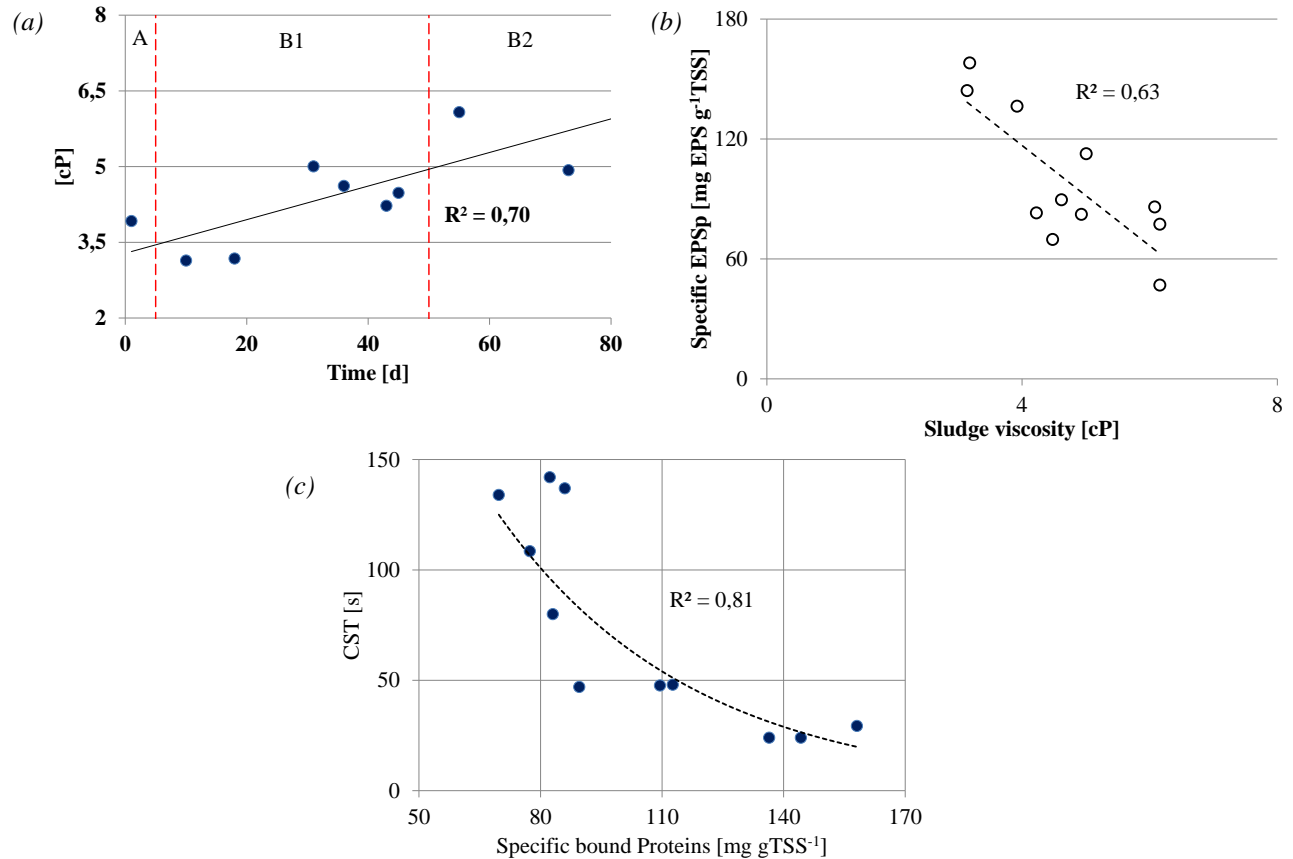 (a)
8
6,5
5
3,5
2
[cP]
A
B1
B2
R² = 0,70
0
20
40
60
80
Time [d]
(b)
180
120
60
0
Specific EPSp [mg EPS g⁻¹TSS]
R² = 0,63
0
4
8
Sludge viscosity [cP]
(c)
150
100
50
0
CST [s]
R² = 0,81
50
80
110
140
170
Specific bound Proteins [mg gTSS⁻¹]